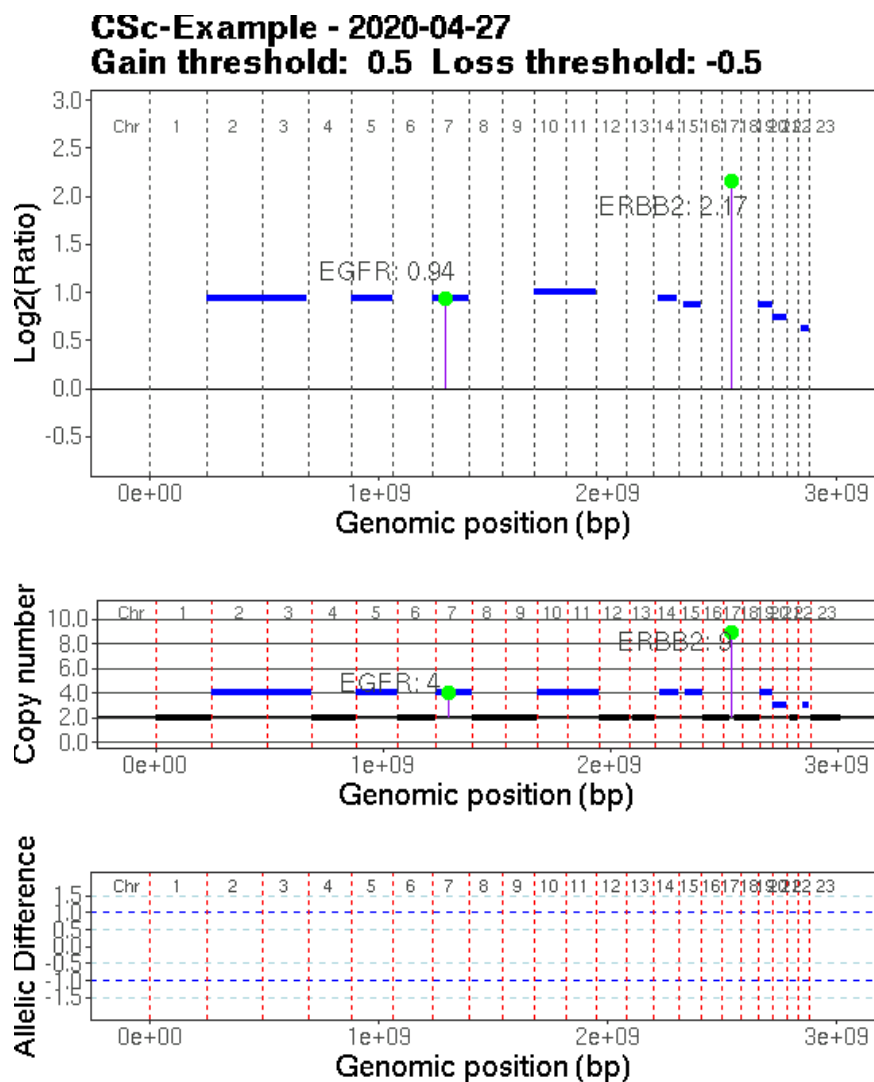 CSc-Example - 2020-04-27
Gain threshold: 0.5 Loss threshold: -0.5
Log2(Ratio)
3.0
2.5
2.0
1.5
1.0
0.5
0.0
-0.5
Chr 1 2 3 4 5 6 7 8 9 10 11 12 13 14 15 16 17 18 19 20 21 22 23
ERBB2: 2.17
EGFR: 0.94
0e+00 1e+09 2e+09 3e+09
Genomic position (bp)
Copy number
10.0
8.0
6.0
4.0
2.0
0.0
Chr 1 2 3 4 5 6 7 8 9 10 11 12 13 14 15 16 17 18 19 20 21 22 23
ERBB2: 9
EGFR: 4
0e+00 1e+09 2e+09 3e+09
Genomic position (bp)
Allelic Difference
1.5
1.0
0.5
0.0
-0.5
-1.0
-1.5
Chr 1 2 3 4 5 6 7 8 9 10 11 12 13 14 15 16 17 18 19 20 21 22 23
0e+00 1e+09 2e+09 3e+09
Genomic position (bp)